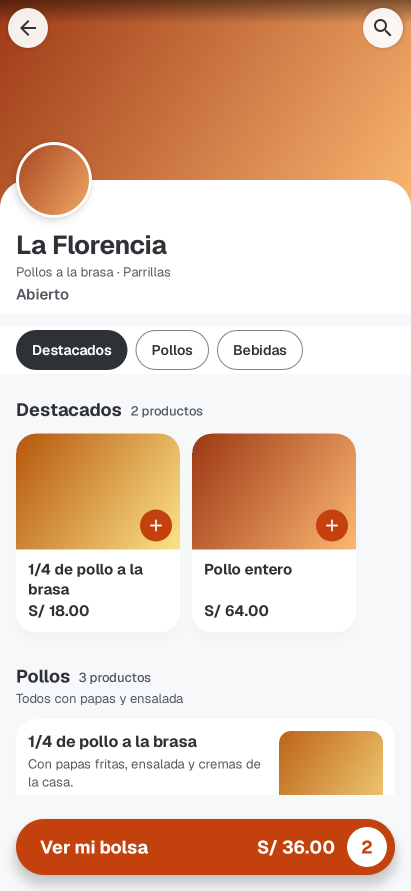 La Florencia
Pollos a la brasa · Parrillas
Abierto
Destacados
Pollos
Bebidas
Destacados 2 productos
1/4 de pollo a la
brasa
S/ 18.00
Pollo entero
S/ 64.00
Pollos 3 productos
Todos con papas y ensalada
1/4 de pollo a la brasa
Con papas fritas, ensalada y cremas de
la casa.
Ver mi bolsa S/ 36.00 2